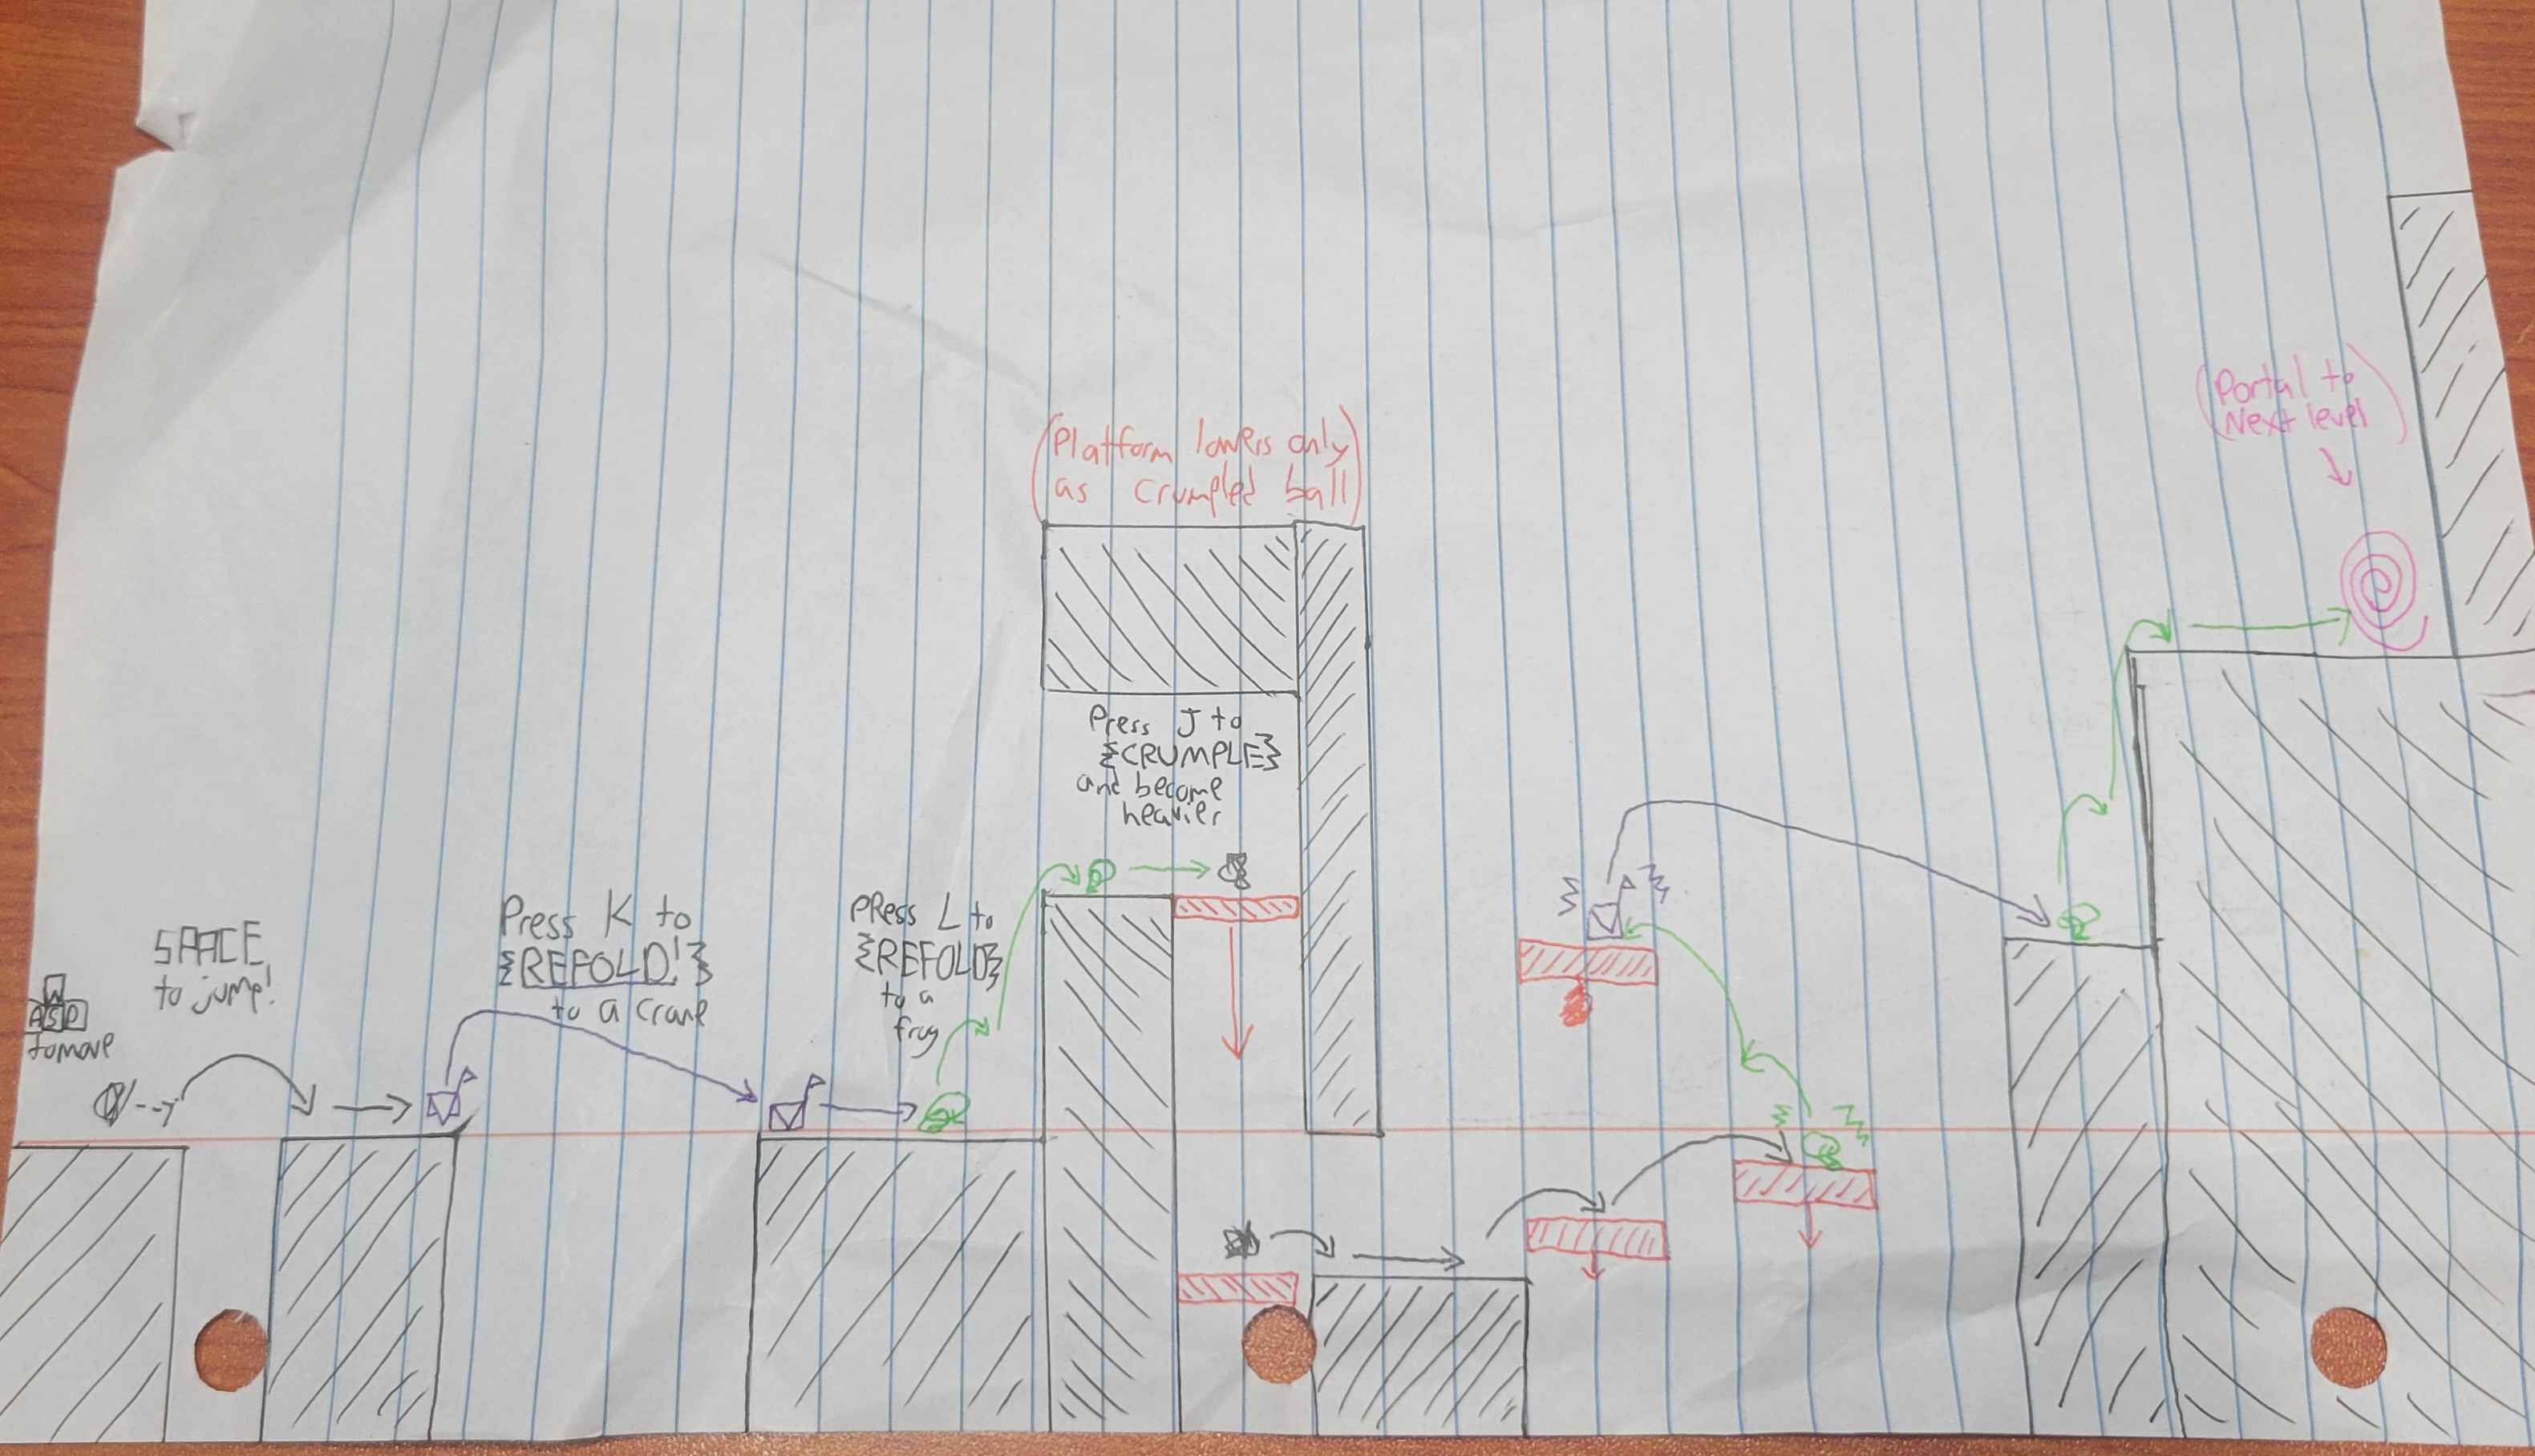 W
ASD
to move
SPACE
to jump!
Press K to
{REFOLD!}
to a crane
PRess L to
{REFOLD}
to a
frog
(Platform lowers only
as crumpled ball)
Press J to
{CRUMPLE}
and become
heavier
(Portal to
Next level)